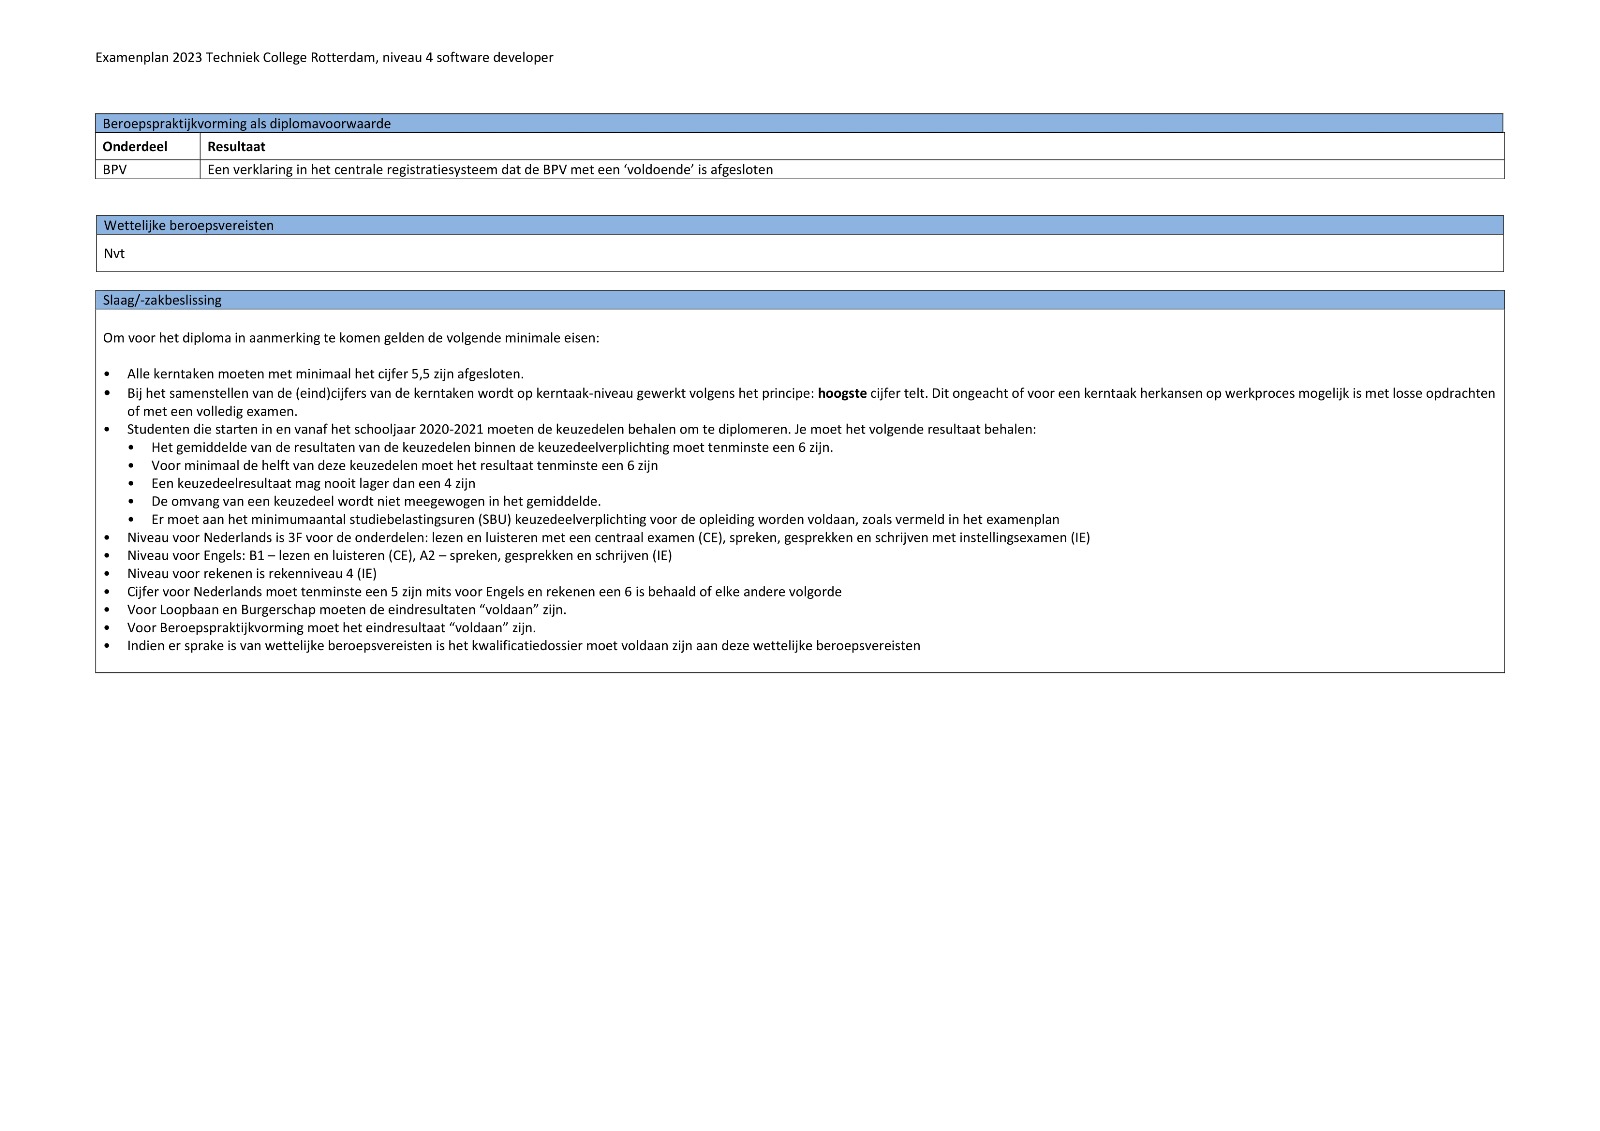 Examenplan 2023 Techniek College Rotterdam, niveau 4 software developer
Beroepspraktijkvorming als diplomavoorwaarde
Onderdeel Resultaat
BPV Een verklaring in het centrale registratiesysteem dat de BPV met een ‘voldoende’ is afgesloten
Wettelijke beroepsvereisten
Nvt
Slaag/-zakbeslissing
Om voor het diploma in aanmerking te komen gelden de volgende minimale eisen:
• Alle kerntaken moeten met minimaal het cijfer 5,5 zijn afgesloten.
• Bij het samenstellen van de (eind)cijfers van de kerntaken wordt op kerntaak-niveau gewerkt volgens het principe: hoogste cijfer telt. Dit ongeacht of voor een kerntaak herkansen op werkproces mogelijk is met losse opdrachten
of met een volledig examen.
• Studenten die starten in en vanaf het schooljaar 2020-2021 moeten de keuzedelen behalen om te diplomeren. Je moet het volgende resultaat behalen:
• Het gemiddelde van de resultaten van de keuzedelen binnen de keuzedeelverplichting moet tenminste een 6 zijn.
• Voor minimaal de helft van deze keuzedelen moet het resultaat tenminste een 6 zijn
• Een keuzedeelresultaat mag nooit lager dan een 4 zijn
• De omvang van een keuzedeel wordt niet meegewogen in het gemiddelde.
• Er moet aan het minimumaantal studiebelastingsuren (SBU) keuzedeelverplichting voor de opleiding worden voldaan, zoals vermeld in het examenplan
• Niveau voor Nederlands is 3F voor de onderdelen: lezen en luisteren met een centraal examen (CE), spreken, gesprekken en schrijven met instellingsexamen (IE)
• Niveau voor Engels: B1 – lezen en luisteren (CE), A2 – spreken, gesprekken en schrijven (IE)
• Niveau voor rekenen is rekenniveau 4 (IE)
• Cijfer voor Nederlands moet tenminste een 5 zijn mits voor Engels en rekenen een 6 is behaald of elke andere volgorde
• Voor Loopbaan en Burgerschap moeten de eindresultaten “voldaan” zijn.
• Voor Beroepspraktijkvorming moet het eindresultaat “voldaan” zijn.
• Indien er sprake is van wettelijke beroepsvereisten is het kwalificatiedossier moet voldaan zijn aan deze wettelijke beroepsvereisten